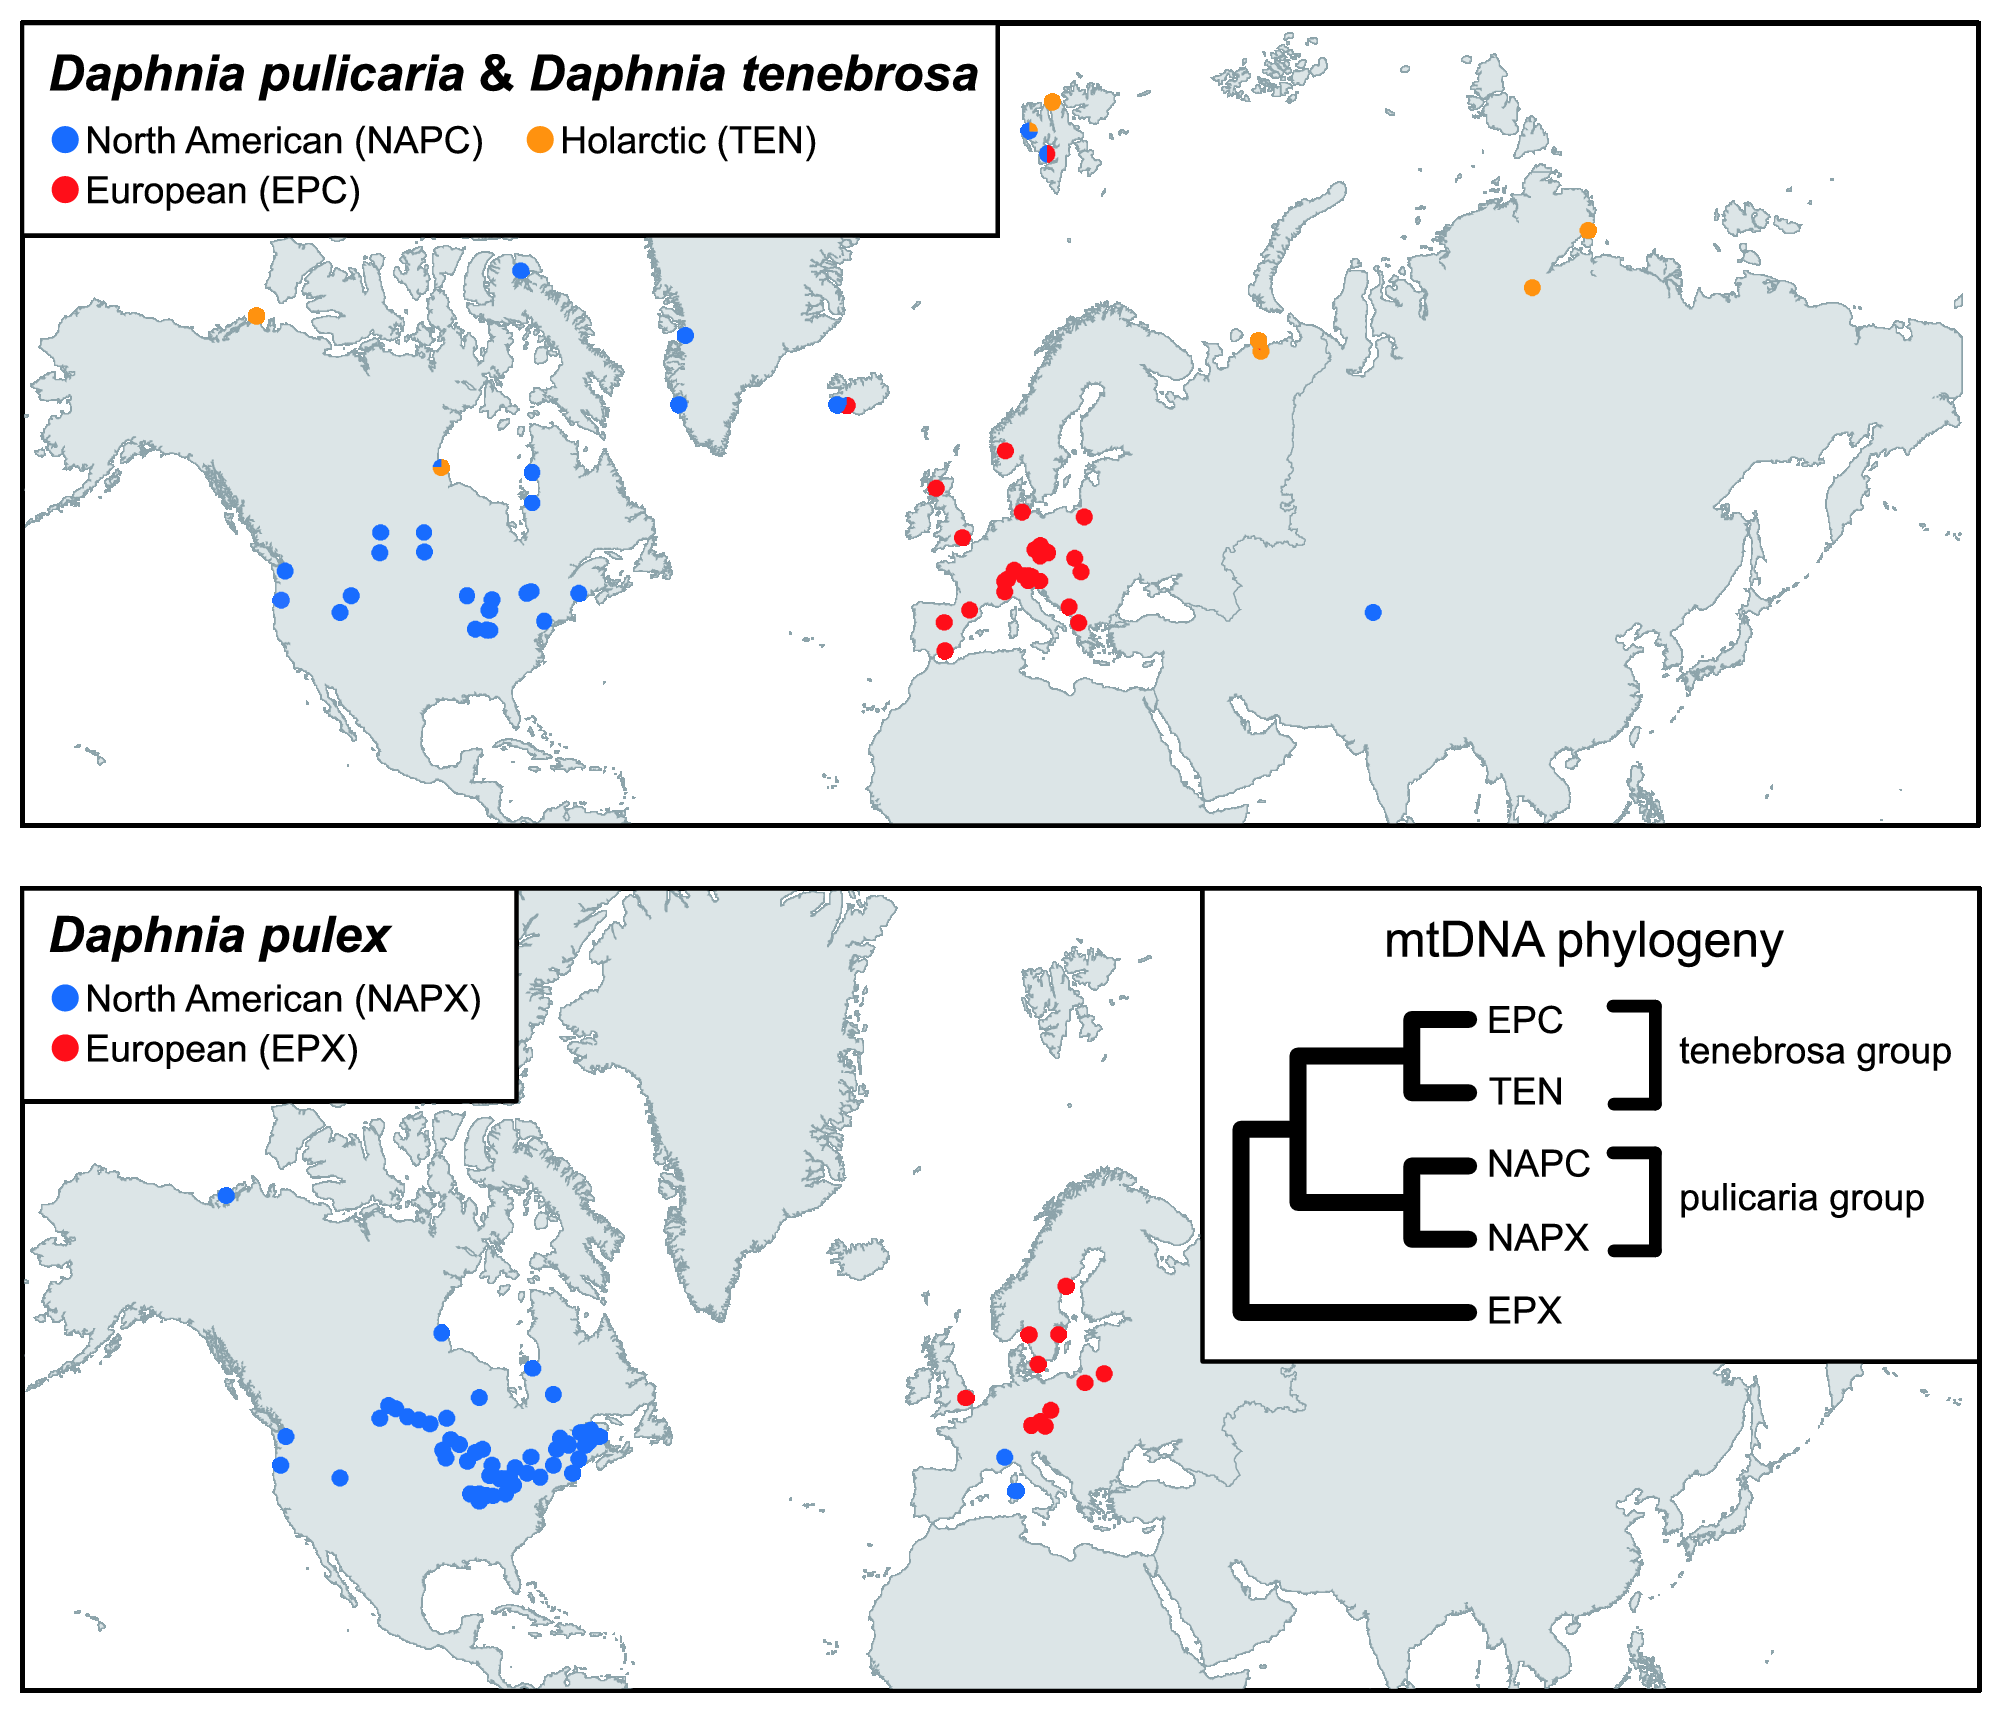 Daphnia pulicaria & Daphnia tenebrosa
North American (NAPC) Holarctic (TEN)
European (EPC)
Daphnia pulex
North American (NAPX)
European (EPX)
mtDNA phylogeny
EPC
tenebrosa group
TEN
NAPC
pulicaria group
NAPX
EPX